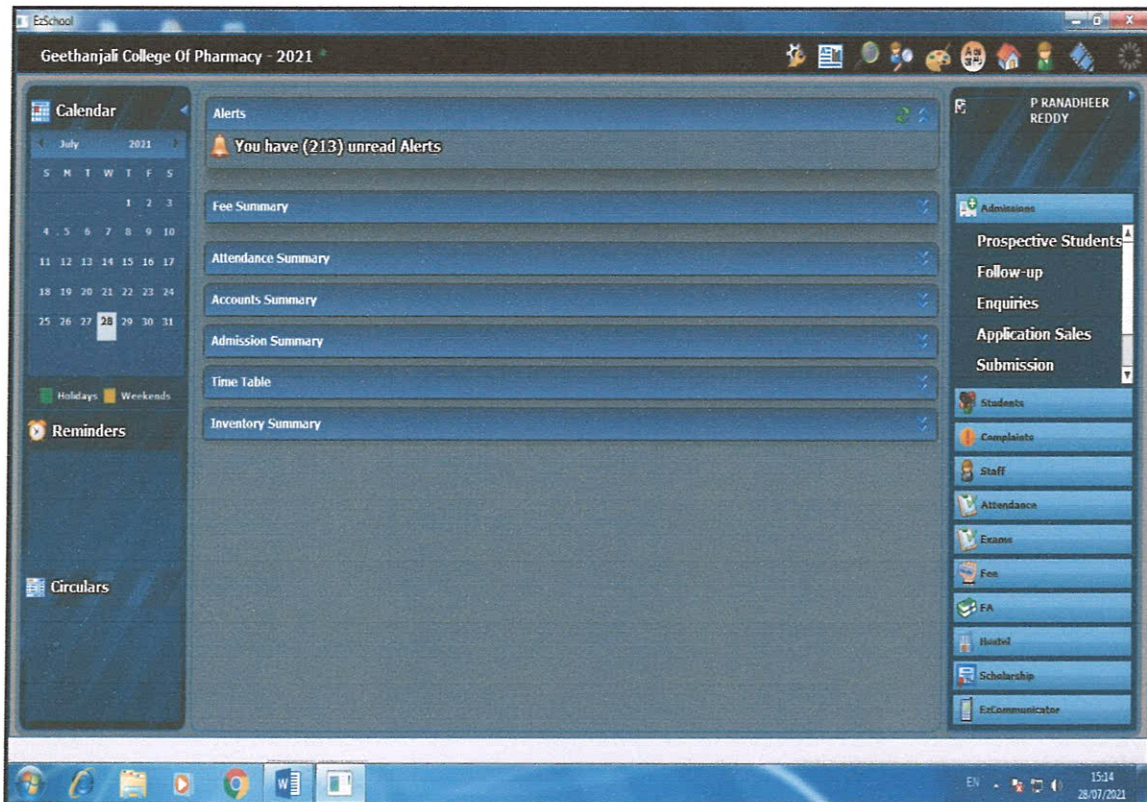 EzSchool
Geethanjali College Of Pharmacy - 2021 *
Calendar
July 2021
S M T W T F S
1 2 3
4 5 6 7 8 9 10
11 12 13 14 15 16 17
18 19 20 21 22 23 24
25 26 27 28 29 30 31
Holidays Weekends
Reminders
Circulars
Alerts
You have (213) unread Alerts
Fee Summary
Attendance Summary
Accounts Summary
Admission Summary
Time Table
Inventory Summary
P RANADHEER
REDDY
Admissions
Prospective Students
Follow-up
Enquiries
Application Sales
Submission
Students
Complaints
Staff
Attendance
Exams
Fee
FA
Hostel
Scholarship
EzCommunicator
EN
15:14
28/07/2021